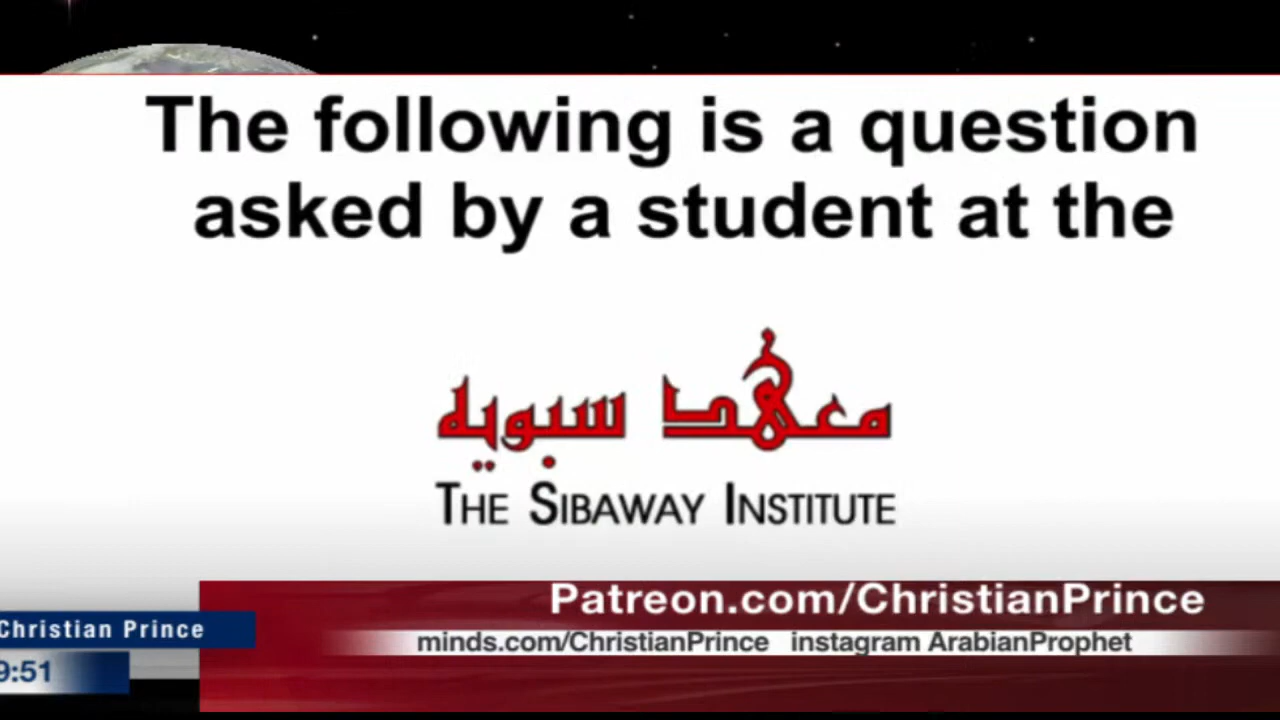 The following is a question
asked by a student at the
معهد سبويه
THE SIBAWAY INSTITUTE
Patreon.com/ChristianPrince
Christian Prince
minds.com/ChristianPrince instagram ArabianProphet
9:51